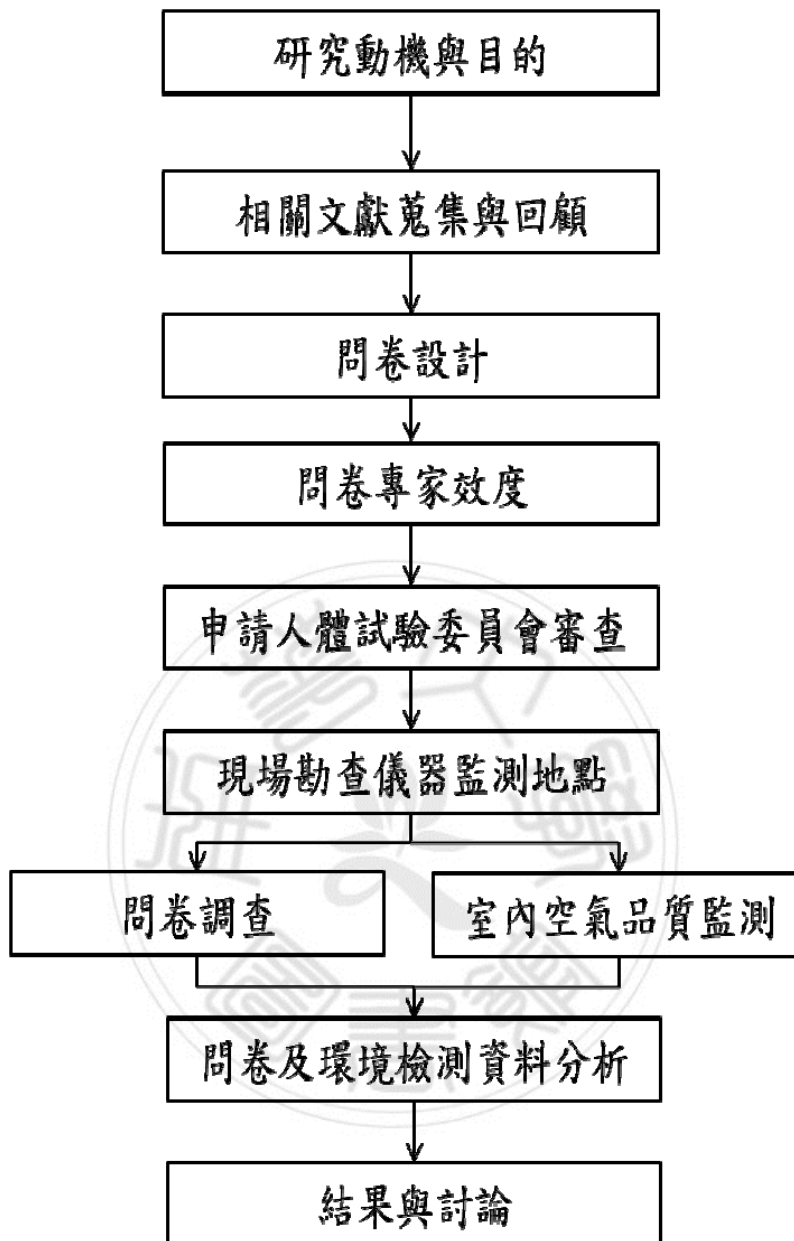 研究動機與目的
相關文獻蒐集與回顧
問卷設計
問卷專家效度
申請人體試驗委員會審查
現場勘查儀器監測地點
問卷調查
室內空氣品質監測
問卷及環境檢測資料分析
結果與討論